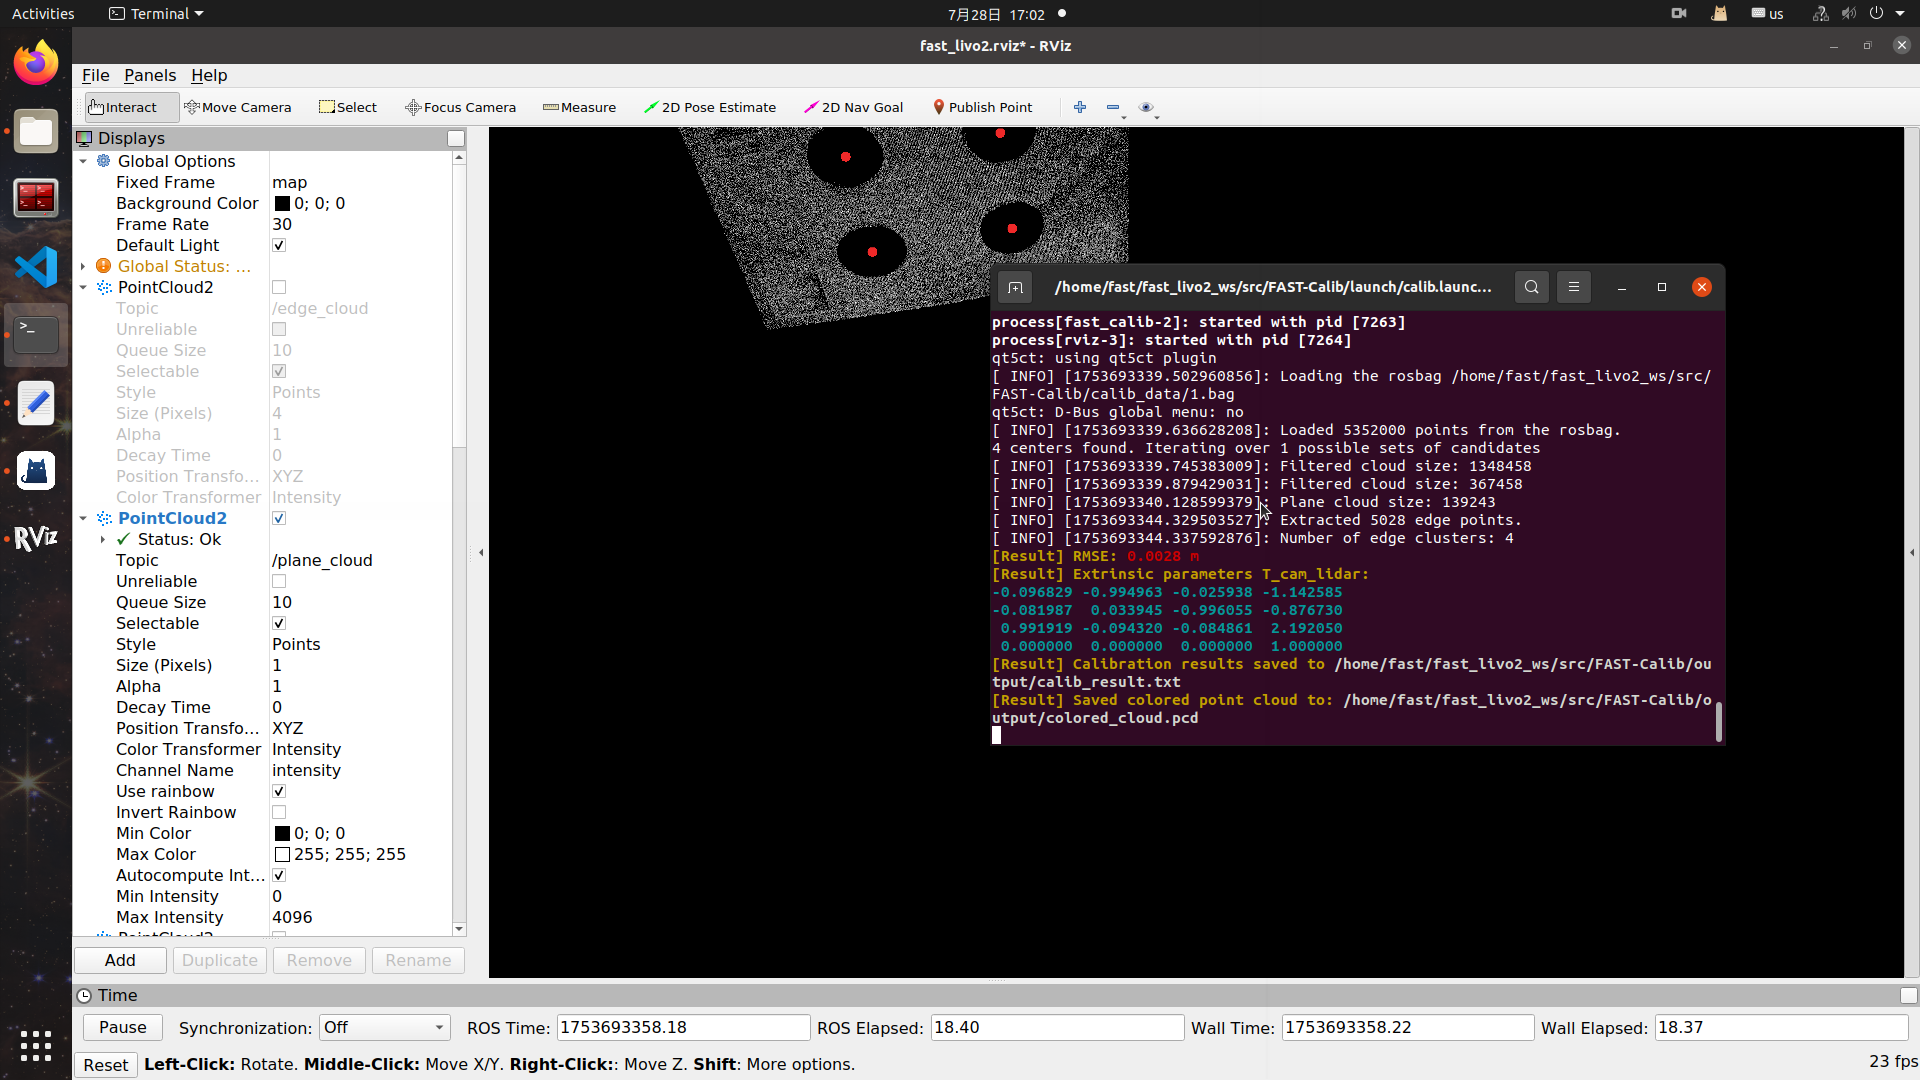 Activities
Terminal
7月28日 17:02
us
fast_livo2.rviz* - RViz
File Panels Help
Interact
Move Camera
Select
Focus Camera
Measure
2D Pose Estimate
2D Nav Goal
Publish Point
Displays
Global Options
Fixed Frame map
Background Color 0; 0; 0
Frame Rate 30
Default Light
Global Status: ...
PointCloud2
Topic /edge_cloud
Unreliable
Queue Size 10
Selectable
Style Points
Size (Pixels) 4
Alpha 1
Decay Time 0
Position Transfo... XYZ
Color Transformer Intensity
PointCloud2
Status: Ok
Topic /plane_cloud
Unreliable
Queue Size 10
Selectable
Style Points
Size (Pixels) 1
Alpha 1
Decay Time 0
Position Transfo... XYZ
Color Transformer Intensity
Channel Name intensity
Use rainbow
Invert Rainbow
Min Color 0; 0; 0
Max Color 255; 255; 255
Autocompute Int...
Min Intensity 0
Max Intensity 4096
PointCloud2
Add Duplicate Remove Rename
RViz
/home/fast/fast_livo2_ws/src/FAST-Calib/launch/calib.launc...
process[fast_calib-2]: started with pid [7263]
process[rviz-3]: started with pid [7264]
qt5ct: using qt5ct plugin
[ INFO] [1753693339.502960856]: Loading the rosbag /home/fast/fast_livo2_ws/src/
FAST-Calib/calib_data/1.bag
qt5ct: D-Bus global menu: no
[ INFO] [1753693339.636628208]: Loaded 5352000 points from the rosbag.
4 centers found. Iterating over 1 possible sets of candidates
[ INFO] [1753693339.745383009]: Filtered cloud size: 1348458
[ INFO] [1753693339.879429031]: Filtered cloud size: 367458
[ INFO] [1753693340.128599379]: Plane cloud size: 139243
[ INFO] [1753693344.329503527]: Extracted 5028 edge points.
[ INFO] [1753693344.337592876]: Number of edge clusters: 4
[Result] RMSE: 0.0028 m
[Result] Extrinsic parameters T_cam_lidar:
-0.096829 -0.994963 -0.025938 -1.142585
-0.081987 0.033945 -0.996055 -0.876730
0.991919 -0.094320 -0.084861 2.192050
0.000000 0.000000 0.000000 1.000000
[Result] Calibration results saved to /home/fast/fast_livo2_ws/src/FAST-Calib/ou
tput/calib_result.txt
[Result] Saved colored point cloud to: /home/fast/fast_livo2_ws/src/FAST-Calib/o
utput/colored_cloud.pcd
Time
Pause
Synchronization: Off
ROS Time: 1753693358.18
ROS Elapsed: 18.40
Wall Time: 1753693358.22
Wall Elapsed: 18.37
Reset
Left-Click: Rotate. Middle-Click: Move X/Y. Right-Click:: Move Z. Shift: More options.
23 fps